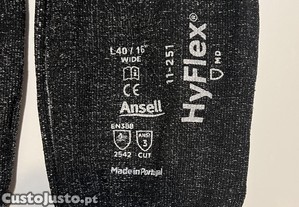 L40 / 16"
WIDE
CE
Ansell
EN388
2542
ANSI
3
CUT
Made in Portugal
11-251
HyFlex®
MD
CustoJusto.pt